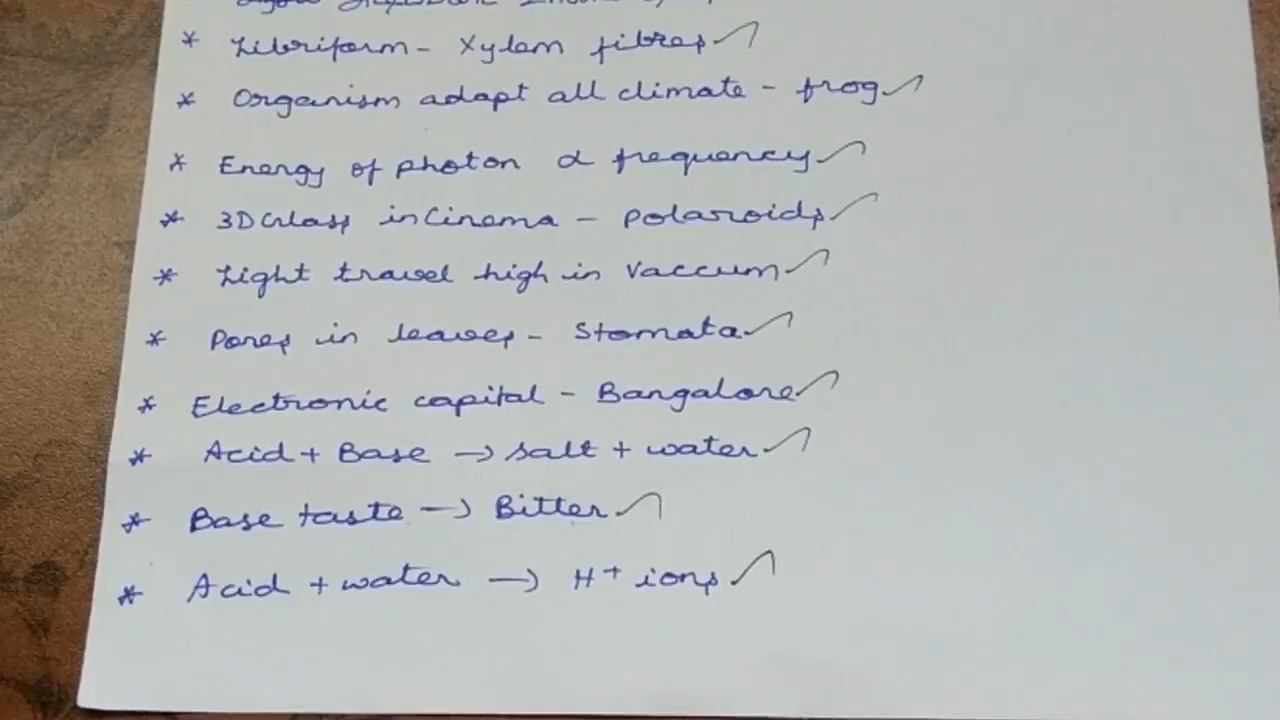 * Libriform - Xylem fibres
* Organism adapt all climate - frog
* Energy of photon α frequency
* 3D Glass in Cinema - polaroids
* Light travel high in Vaccum
* Pores in leaves - Stomata
* Electronic capital - Bangalore
* Acid + Base → salt + water
* Base taste → Bitter
* Acid + water → H+ ions